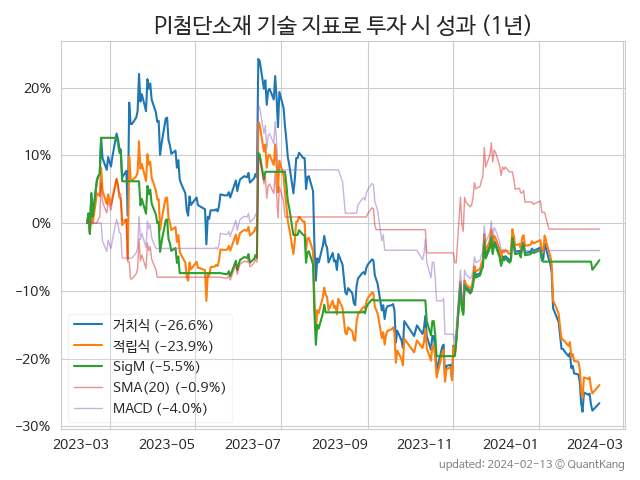 PI첨단소재 기술 지표로 투자 시 성과 (1년)
20%
10%
0%
−10%
−20%
−30%
거치식 (−26.6%)
적립식 (−23.9%)
SigM (−5.5%)
SMA(20) (−0.9%)
MACD (−4.0%)
2023-03 2023-05 2023-07 2023-09 2023-11 2024-01 2024-03
updated: 2024-02-13 ⓒ QuantKang